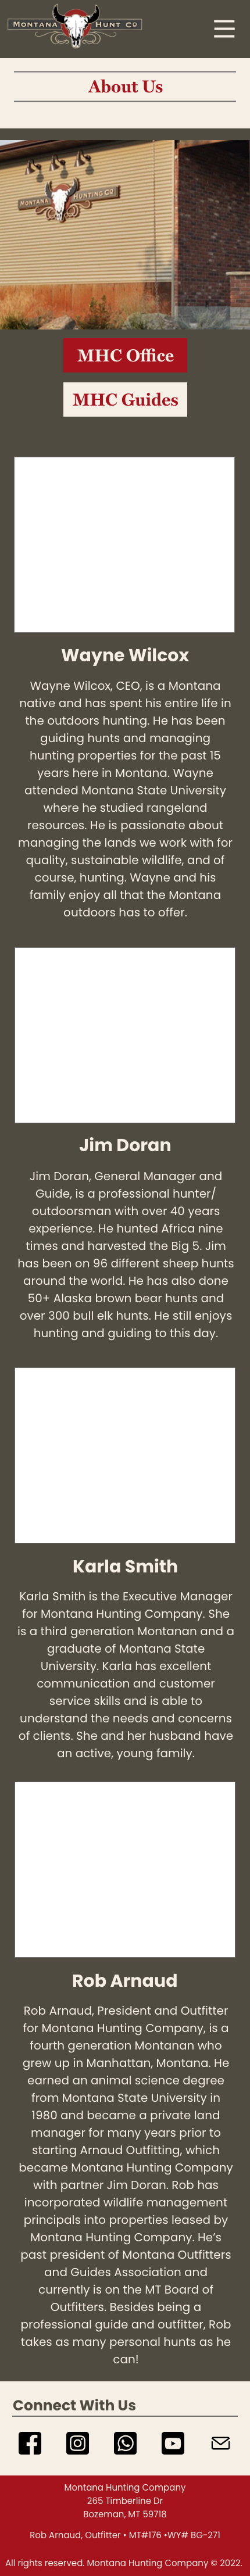 MONTANA HUNT CO
About Us
MONTANA HUNTING CO
MHC Office
MHC Guides
Wayne Wilcox
Wayne Wilcox, CEO, is a Montana
native and has spent his entire life in
the outdoors hunting. He has been
guiding hunts and managing
hunting properties for the past 15
years here in Montana. Wayne
attended Montana State University
where he studied rangeland
resources. He is passionate about
managing the lands we work with for
quality, sustainable wildlife, and of
course, hunting. Wayne and his
family enjoy all that the Montana
outdoors has to offer.
Jim Doran
Jim Doran, General Manager and
Guide, is a professional hunter/
outdoorsman with over 40 years
experience. He hunted Africa nine
times and harvested the Big 5. Jim
has been on 96 different sheep hunts
around the world. He has also done
50+ Alaska brown bear hunts and
over 300 bull elk hunts. He still enjoys
hunting and guiding to this day.
Karla Smith
Karla Smith is the Executive Manager
for Montana Hunting Company. She
is a third generation Montanan and a
graduate of Montana State
University. Karla has excellent
communication and customer
service skills and is able to
understand the needs and concerns
of clients. She and her husband have
an active, young family.
Rob Arnaud
Rob Arnaud, President and Outfitter
for Montana Hunting Company, is a
fourth generation Montanan who
grew up in Manhattan, Montana. He
earned an animal science degree
from Montana State University in
1980 and became a private land
manager for many years prior to
starting Arnaud Outfitting, which
became Montana Hunting Company
with partner Jim Doran. Rob has
incorporated wildlife management
principals into properties leased by
Montana Hunting Company. He's
past president of Montana Outfitters
and Guides Association and
currently is on the MT Board of
Outfitters. Besides being a
professional guide and outfitter, Rob
takes as many personal hunts as he
can!
Connect With Us
Montana Hunting Company
265 Timberline Dr
Bozeman, MT 59718
Rob Arnaud, Outfitter • MT#176 •WY# BG-271
All rights reserved. Montana Hunting Company © 2022.